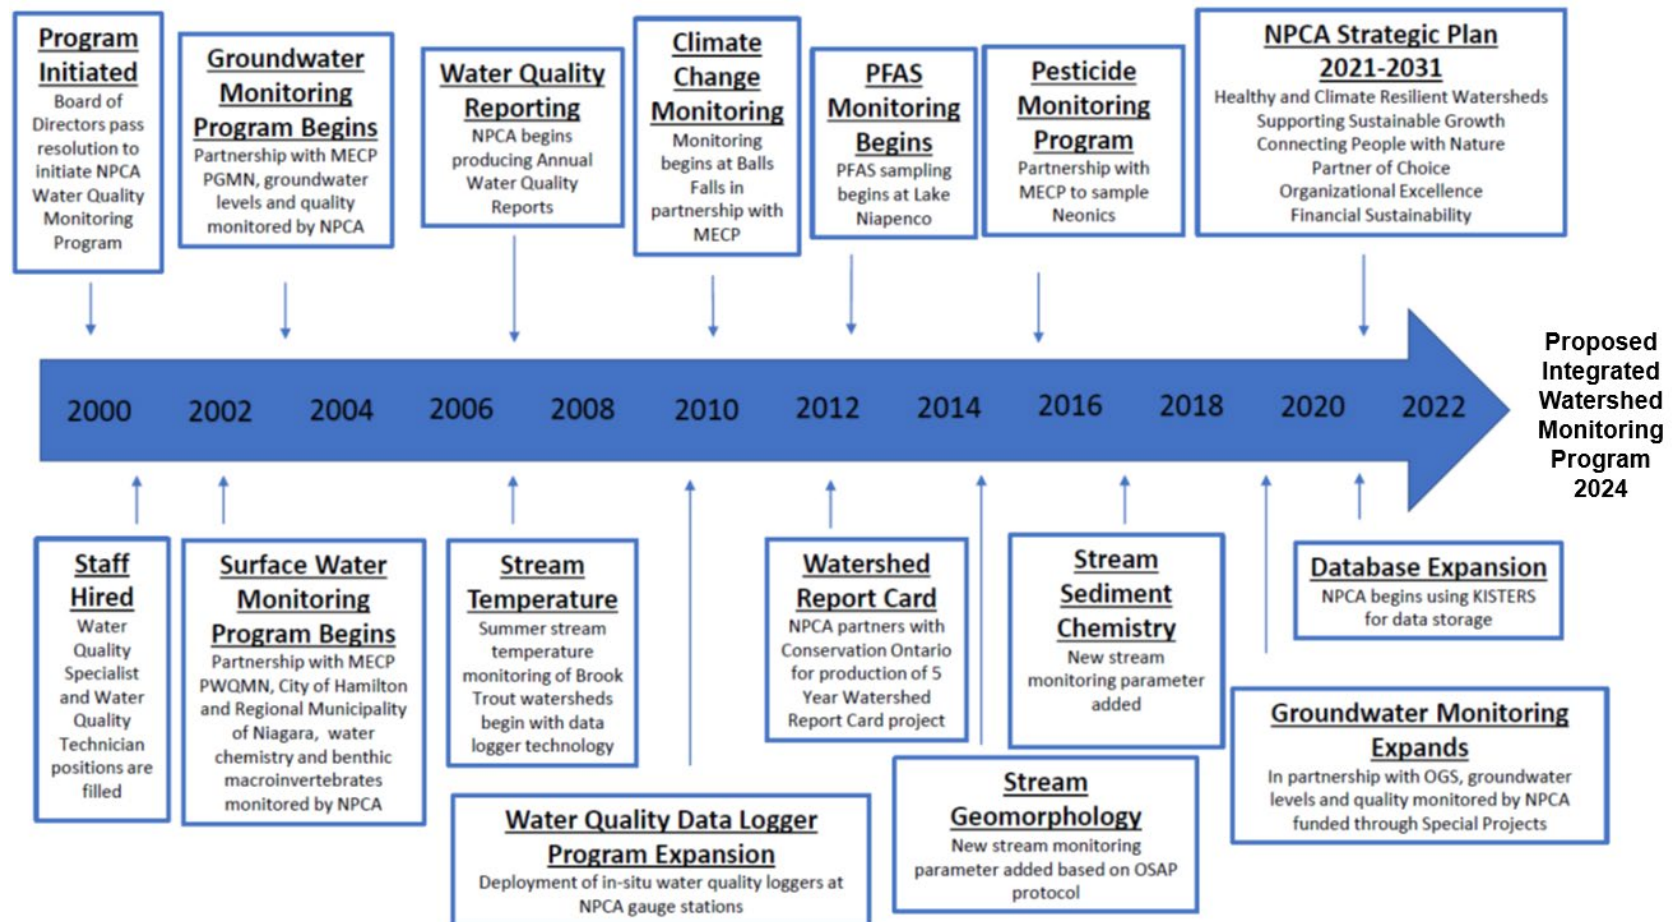 Program
Initiated
Board of
Directors pass
resolution to
initiate NPCA
Water Quality
Monitoring
Program
Groundwater
Monitoring
Program Begins
Partnership with MECP
PGMN, groundwater
levels and quality
monitored by NPCA
Water Quality
Reporting
NPCA begins
producing Annual
Water Quality
Reports
Climate
Change
Monitoring
Monitoring
begins at Balls
Falls in
partnership with
MECP
PFAS
Monitoring
Begins
PFAS sampling
begins at Lake
Niapenco
Pesticide
Monitoring
Program
Partnership with
MECP to sample
Neonics
NPCA Strategic Plan
2021-2031
Healthy and Climate Resilient Watersheds
Supporting Sustainable Growth
Connecting People with Nature
Partner of Choice
Organizational Excellence
Financial Sustainability
2000 2002 2004 2006 2008 2010 2012 2014 2016 2018 2020 2022
Proposed
Integrated
Watershed
Monitoring
Program
2024
Staff
Hired
Water
Quality
Specialist
and Water
Quality
Technician
positions are
filled
Surface Water
Monitoring
Program Begins
Partnership with MECP
PWQMN, City of Hamilton
and Regional Municipality
of Niagara, water
chemistry and benthic
macroinvertebrates
monitored by NPCA
Stream
Temperature
Summer stream
temperature
monitoring of Brook
Trout watersheds
begin with data
logger technology
Water Quality Data Logger
Program Expansion
Deployment of in-situ water quality loggers at
NPCA gauge stations
Watershed
Report Card
NPCA partners with
Conservation Ontario
for production of 5
Year Watershed
Report Card project
Stream
Geomorphology
New stream monitoring
parameter added based on OSAP
protocol
Stream
Sediment
Chemistry
New stream
monitoring parameter
added
Groundwater Monitoring
Expands
In partnership with OGS, groundwater
levels and quality monitored by NPCA
funded through Special Projects
Database Expansion
NPCA begins using KISTERS
for data storage